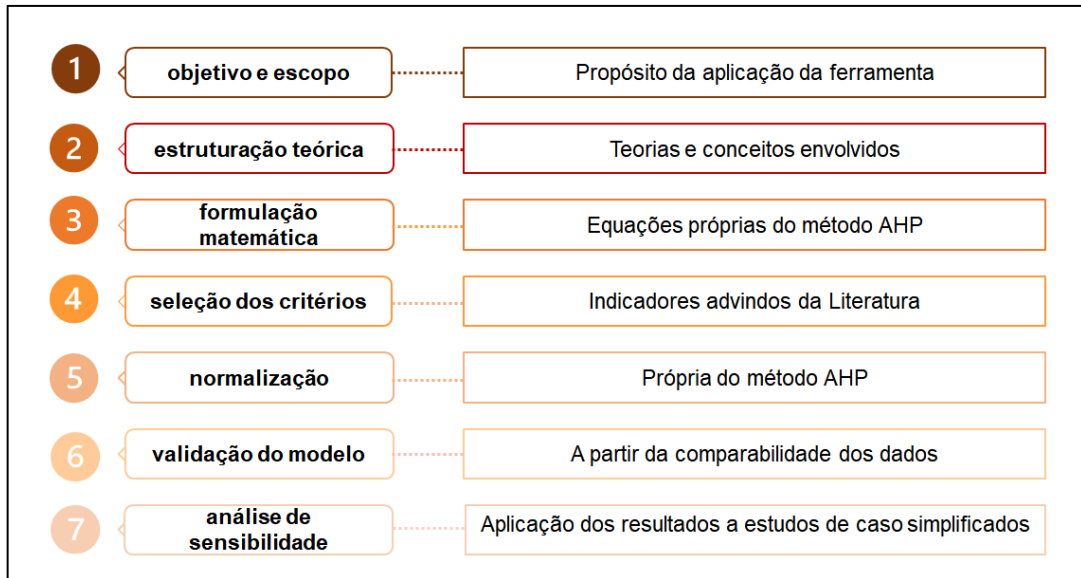 1
objetivo e escopo
Propósito da aplicação da ferramenta
2
estruturação teórica
Teorias e conceitos envolvidos
3
formulação
matemática
Equações próprias do método AHP
4
seleção dos critérios
Indicadores advindos da Literatura
5
normalização
Própria do método AHP
6
validação do modelo
A partir da comparabilidade dos dados
7
análise de
sensibilidade
Aplicação dos resultados a estudos de caso simplificados